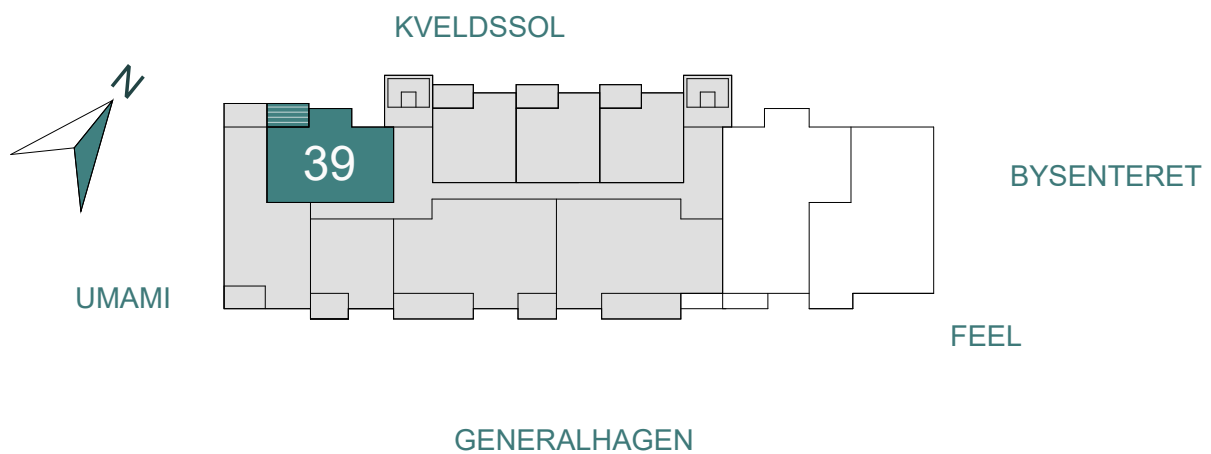 KVELDSSOL
N
39
BYSENTERET
UMAMI
FEEL
GENERALHAGEN